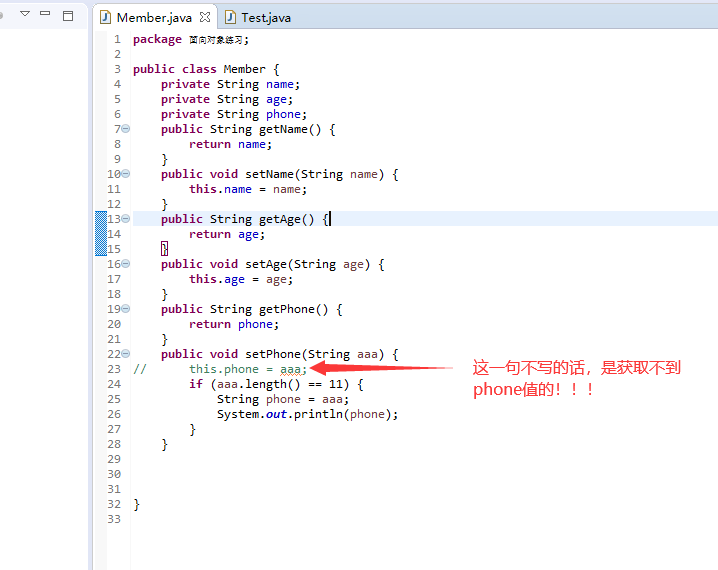 Member.java
Test.java
1 package 面向对象练习;
2
3 public class Member {
4 private String name;
5 private String age;
6 private String phone;
7 public String getName() {
8 return name;
9 }
10 public void setName(String name) {
11 this.name = name;
12 }
13 public String getAge() {
14 return age;
15 }
16 public void setAge(String age) {
17 this.age = age;
18 }
19 public String getPhone() {
20 return phone;
21 }
22 public void setPhone(String aaa) {
23 // this.phone = aaa;
这一句不写的话，是获取不到
phone值的！！！
24 if (aaa.length() == 11) {
25 String phone = aaa;
26 System.out.println(phone);
27 }
28 }
29
30
31
32 }
33